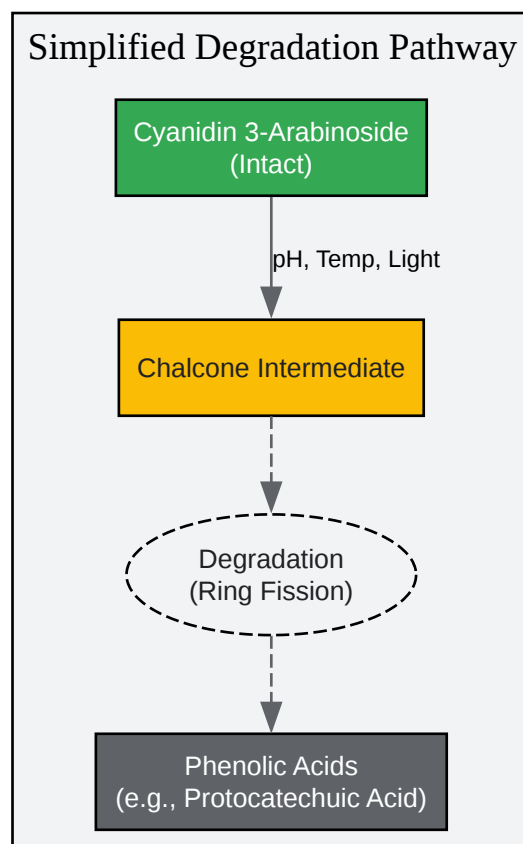 Simplified Degradation Pathway
Cyanidin 3-Arabinoside
(Intact)
pH, Temp, Light
Chalcone Intermediate
Degradation
(Ring Fission)
Phenolic Acids
(e.g., Protocatechuic Acid)